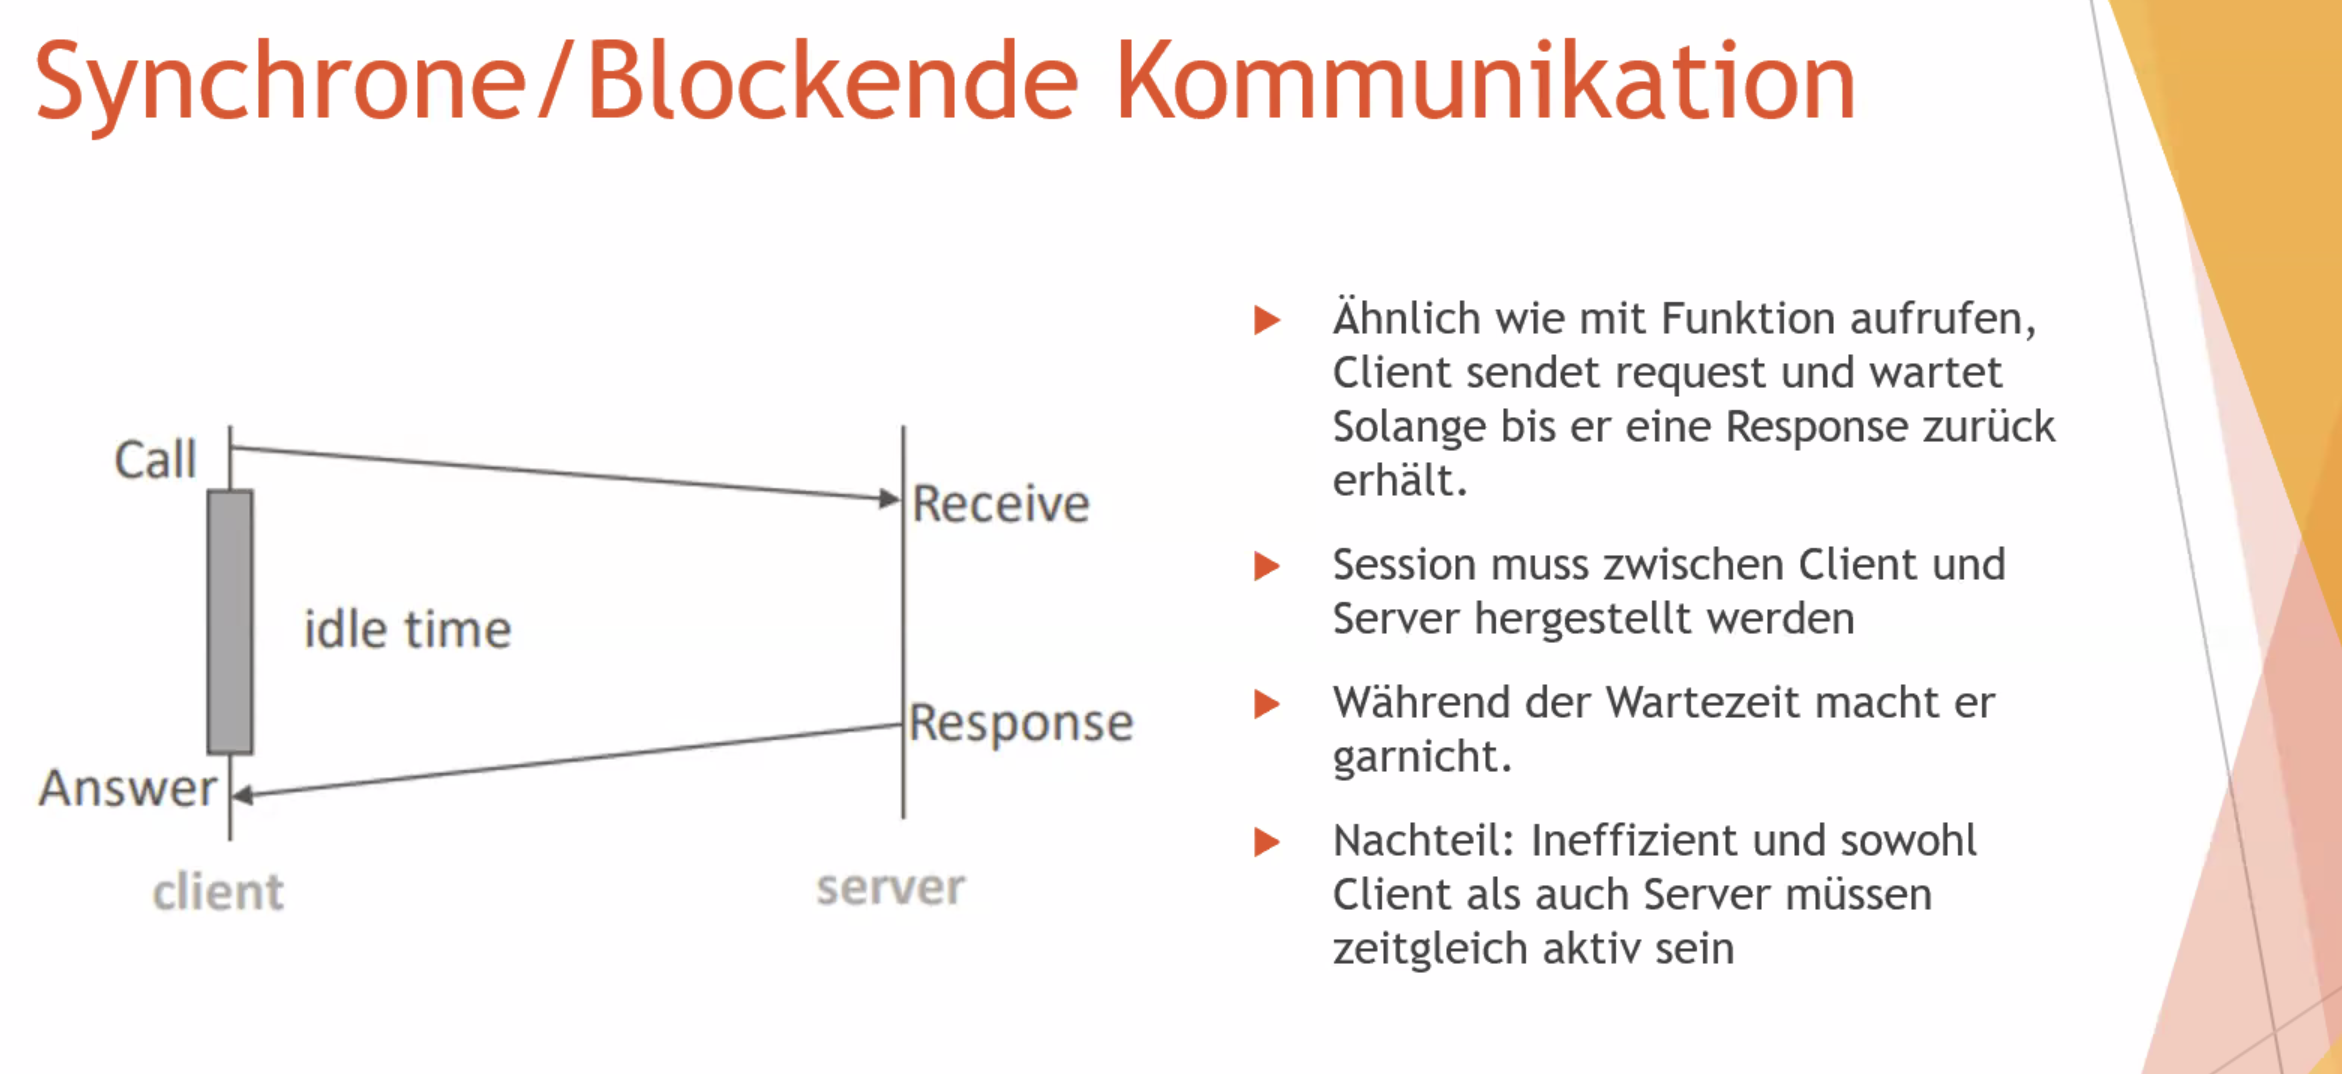 Synchrone/Blockende Kommunikation
Call
Receive
idle time
Response
Answer
client
server
Ähnlich wie mit Funktion aufrufen,
Client sendet request und wartet
Solange bis er eine Response zurück
erhält.
Session muss zwischen Client und
Server hergestellt werden
Während der Wartezeit macht er
garnicht.
Nachteil: Ineffizient und sowohl
Client als auch Server müssen
zeitgleich aktiv sein